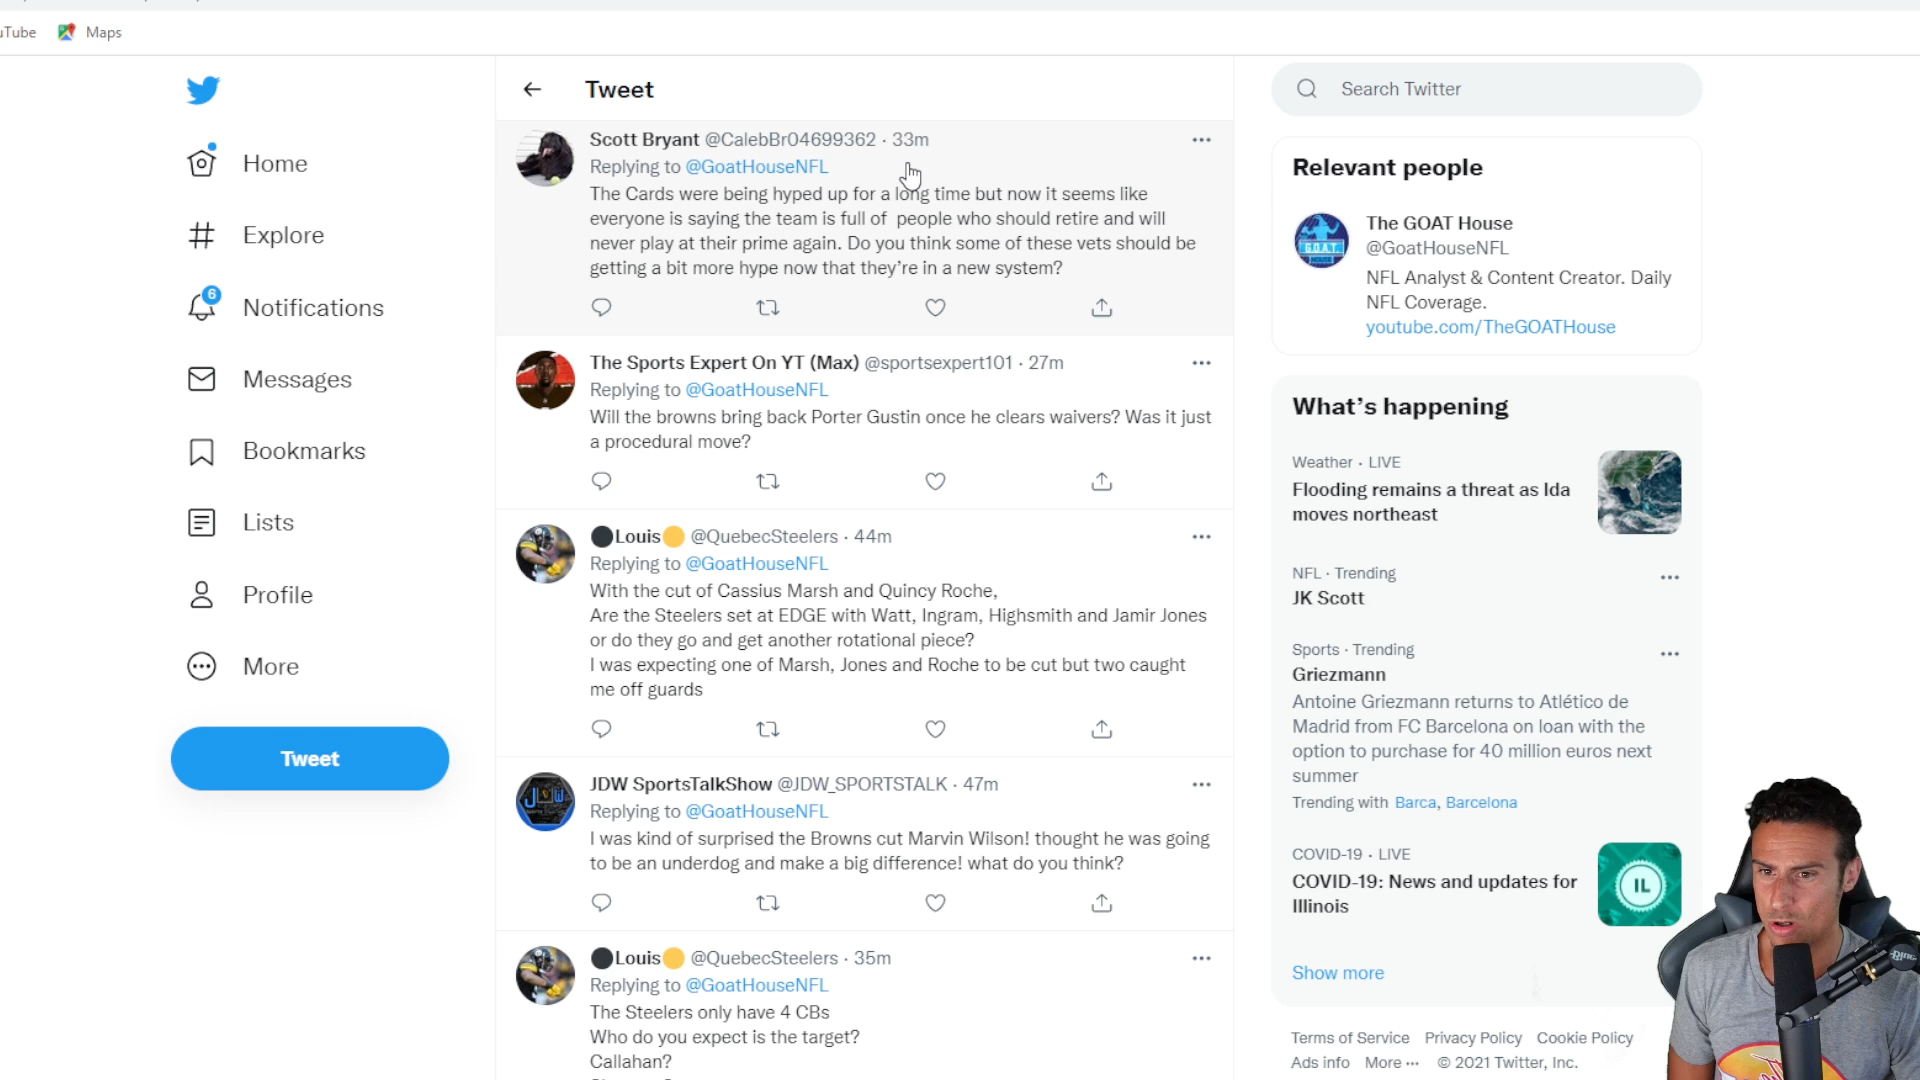 Tube
Maps
Tweet
Search Twitter
Home
Explore
6
Notifications
Messages
Bookmarks
Lists
Profile
More
Tweet
Scott Bryant @CalebBr04699362 · 33m
Replying to @GoatHouseNFL
The Cards were being hyped up for a long time but now it seems like
everyone is saying the team is full of people who should retire and will
never play at their prime again. Do you think some of these vets should be
getting a bit more hype now that they're in a new system?
The Sports Expert On YT (Max) @sportsexpert101 · 27m
Replying to @GoatHouseNFL
Will the browns bring back Porter Gustin once he clears waivers? Was it just
a procedural move?
Louis @QuebecSteelers · 44m
Replying to @GoatHouseNFL
With the cut of Cassius Marsh and Quincy Roche,
Are the Steelers set at EDGE with Watt, Ingram, Highsmith and Jamir Jones
or do they go and get another rotational piece?
I was expecting one of Marsh, Jones and Roche to be cut but two caught
me off guards
JDW SportsTalkShow @JDW_SPORTSTALK · 47m
Replying to @GoatHouseNFL
I was kind of surprised the Browns cut Marvin Wilson! thought he was going
to be an underdog and make a big difference! what do you think?
Louis @QuebecSteelers · 35m
Replying to @GoatHouseNFL
The Steelers only have 4 CBs
Who do you expect is the target?
Callahan?
Relevant people
G.O.A.T.
HOUSE
The GOAT House
@GoatHouseNFL
NFL Analyst & Content Creator. Daily
NFL Coverage.
youtube.com/TheGOATHouse
What's happening
Weather · LIVE
Flooding remains a threat as Ida
moves northeast
NFL · Trending
JK Scott
Sports · Trending
Griezmann
Antoine Griezmann returns to Atlético de
Madrid from FC Barcelona on loan with the
option to purchase for 40 million euros next
summer
Trending with Barca, Barcelona
COVID-19 · LIVE
COVID-19: News and updates for
Illinois
IL
Show more
Terms of Service Privacy Policy Cookie Policy
Ads info More ··· © 2021 Twitter, Inc.